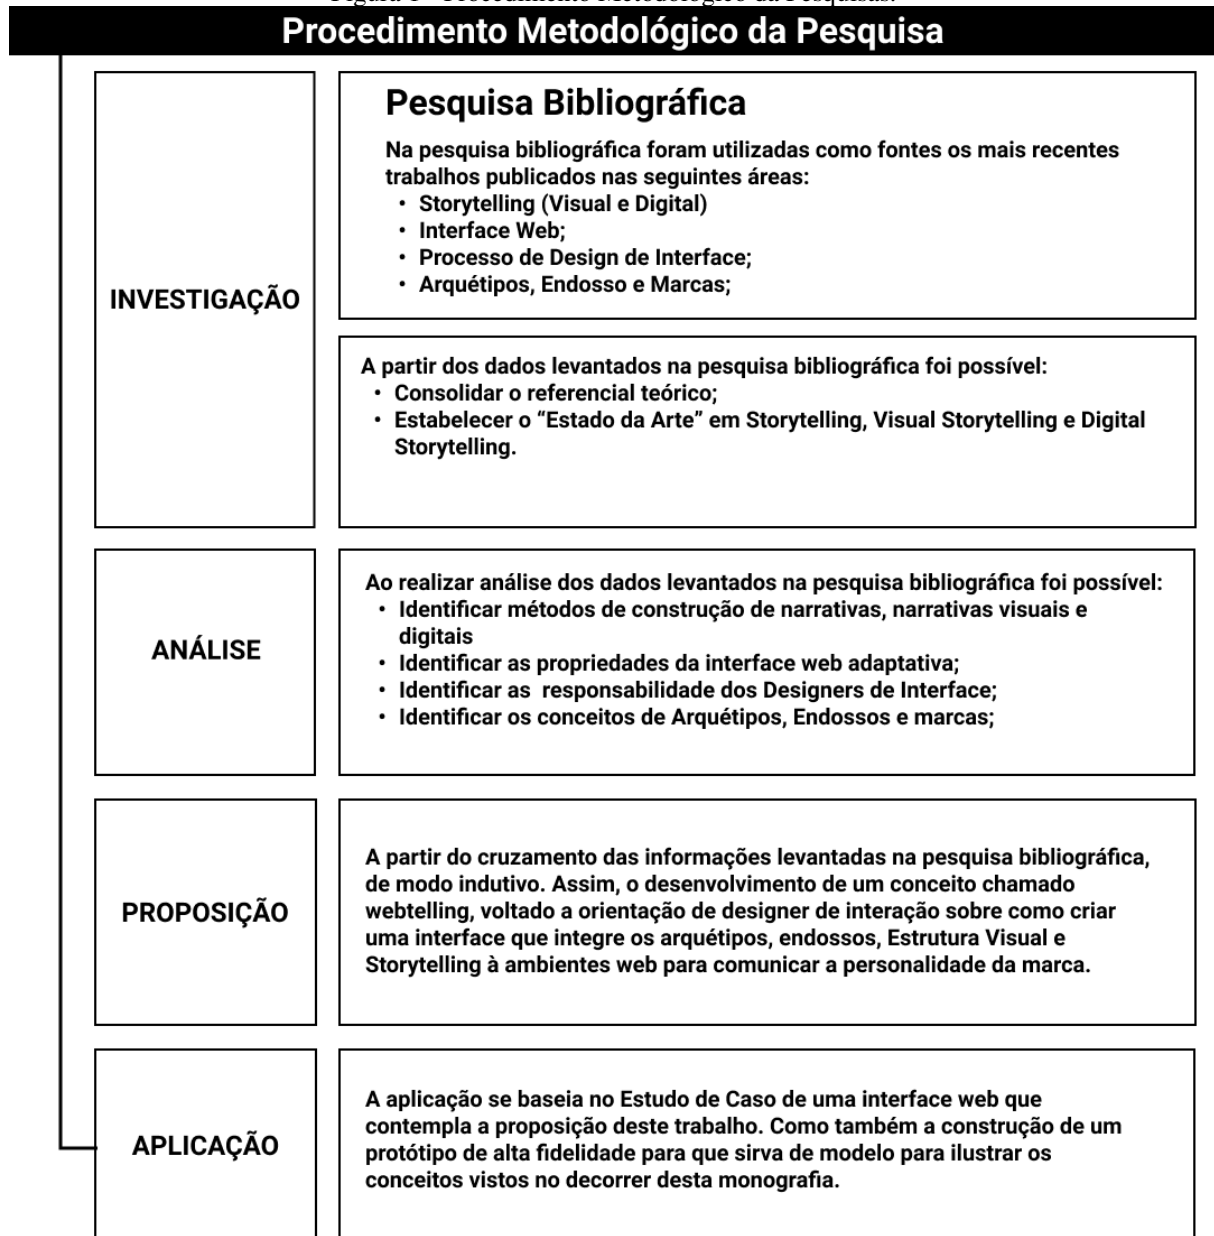 Figura 1 - Procedimento Metodológico da Pesquisas.
Procedimento Metodológico da Pesquisa
INVESTIGAÇÃO
Pesquisa Bibliográfica
Na pesquisa bibliográfica foram utilizadas como fontes os mais recentes
trabalhos publicados nas seguintes áreas:
• Storytelling (Visual e Digital)
• Interface Web;
• Processo de Design de Interface;
• Arquétipos, Endosso e Marcas;
A partir dos dados levantados na pesquisa bibliográfica foi possível:
• Consolidar o referencial teórico;
• Estabelecer o “Estado da Arte” em Storytelling, Visual Storytelling e Digital
Storytelling.
ANÁLISE
Ao realizar análise dos dados levantados na pesquisa bibliográfica foi possível:
• Identificar métodos de construção de narrativas, narrativas visuais e
digitais
• Identificar as propriedades da interface web adaptativa;
• Identificar as responsabilidade dos Designers de Interface;
• Identificar os conceitos de Arquétipos, Endossos e marcas;
PROPOSIÇÃO
A partir do cruzamento das informações levantadas na pesquisa bibliográfica,
de modo indutivo. Assim, o desenvolvimento de um conceito chamado
webtelling, voltado a orientação de designer de interação sobre como criar
uma interface que integre os arquétipos, endossos, Estrutura Visual e
Storytelling à ambientes web para comunicar a personalidade da marca.
APLICAÇÃO
A aplicação se baseia no Estudo de Caso de uma interface web que
contempla a proposição deste trabalho. Como também a construção de um
protótipo de alta fidelidade para que sirva de modelo para ilustrar os
conceitos vistos no decorrer desta monografia.